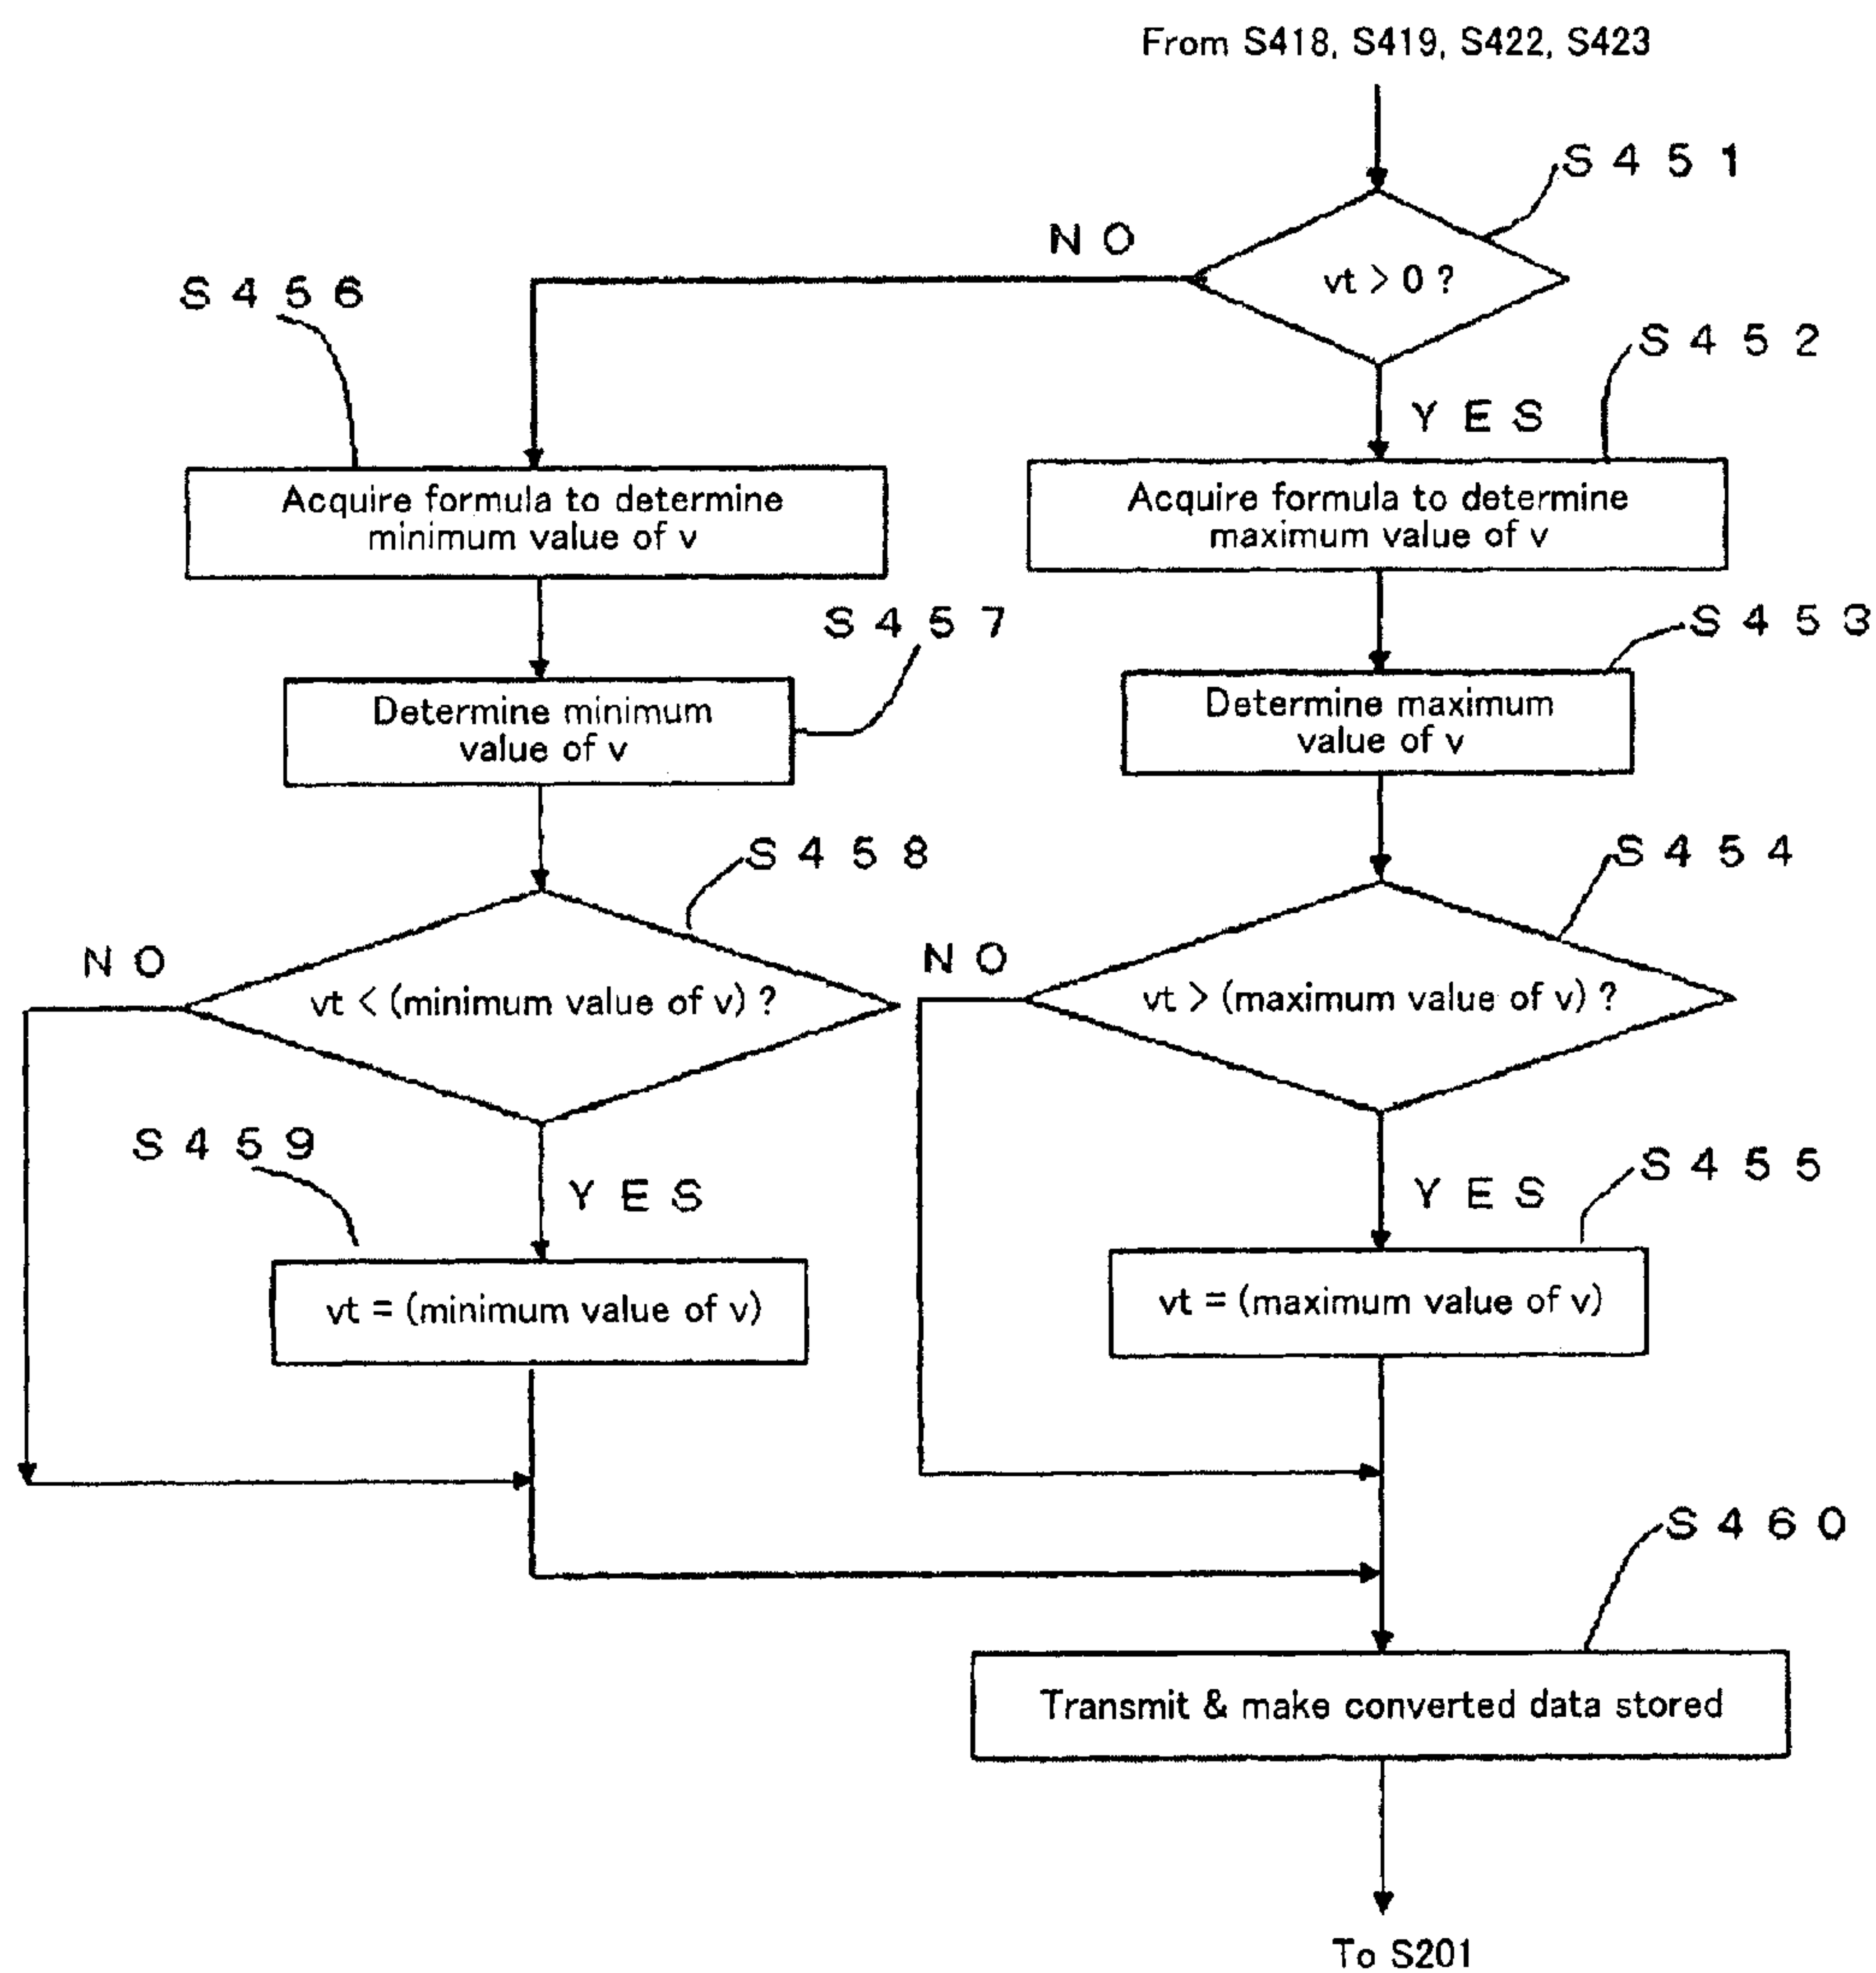 From S418, S419, S422, S423
S451
NO
vt > 0 ?
S456
S452
YES
Acquire formula to determine
minimum value of v
Acquire formula to determine
maximum value of v
S457
S453
Determine minimum
value of v
Determine maximum
value of v
S458
S454
NO
vt < (minimum value of v) ?
NO
vt > (maximum value of v) ?
S459
YES
YES
S455
vt = (minimum value of v)
vt = (maximum value of v)
S460
Transmit & make converted data stored
To S201